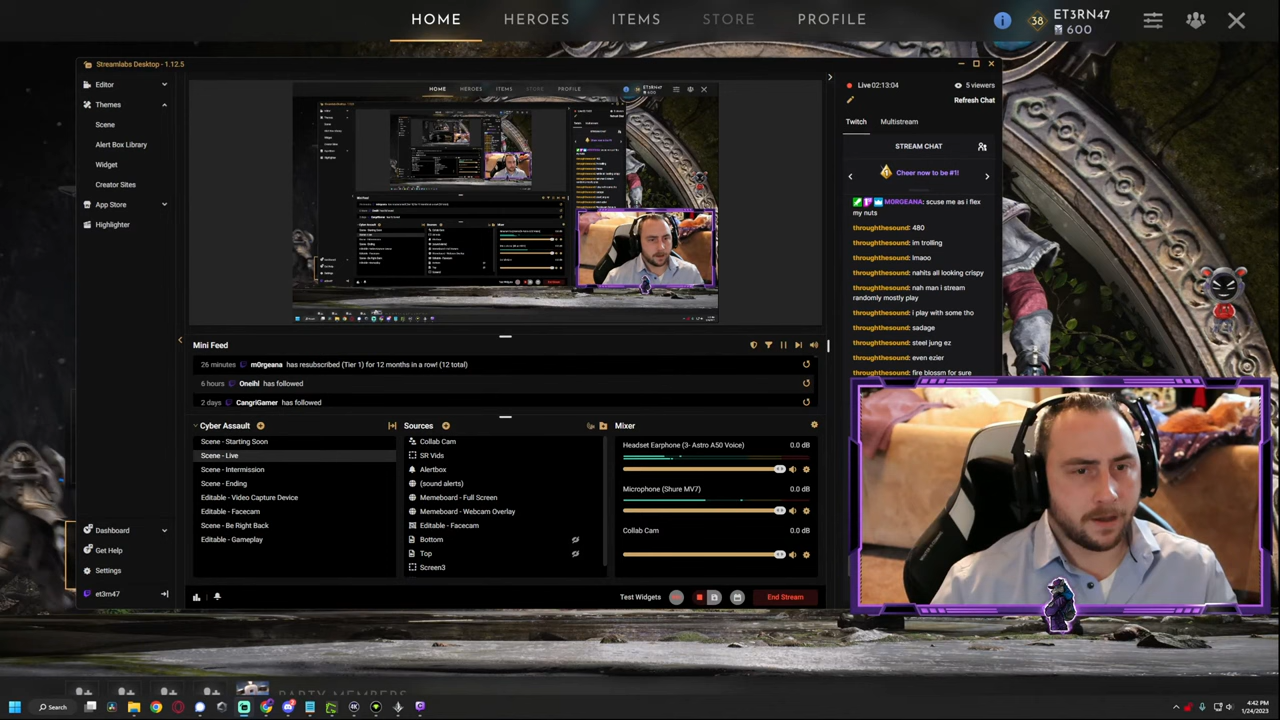 HOME HEROES ITEMS STORE PROFILE
38 ET3RN47
600
Streamlabs Desktop - 1.12.5
Editor
Themes
Scene
Alert Box Library
Widget
Creator Sites
App Store
Highlighter
Dashboard
Get Help
Settings
et3rn47
HOME HEROES ITEMS STORE PROFILE
Mini Feed
26 minutes m0rgeana has resubscribed (Tier 1) for 12 months in a row! (12 total)
6 hours Oneihl has followed
2 days CangriGamer has followed
Cyber Assault
Scene - Starting Soon
Scene - Live
Scene - Intermission
Scene - Ending
Editable - Video Capture Device
Editable - Facecam
Scene - Be Right Back
Editable - Gameplay
Sources
Collab Cam
SR Vids
Alertbox
(sound alerts)
Memeboard - Full Screen
Memeboard - Webcam Overlay
Editable - Facecam
Bottom
Top
Screen3
Mixer
Headset Earphone (3- Astro A50 Voice) 0.0 dB
Microphone (Shure MV7) 0.0 dB
Collab Cam 0.0 dB
Test Widgets
End Stream
Live 02:13:04 5 viewers
Refresh Chat
Twitch Multistream
STREAM CHAT
Cheer now to be #1!
M0RGEANA: scuse me as i flex
my nuts
throughthesound: 480
throughthesound: im trolling
throughthesound: lmaoo
throughthesound: nahits all looking crispy
throughthesound: nah man i stream
randomly mostly play
throughthesound: i play with some tho
throughthesound: sadage
throughthesound: steel jung ez
throughthesound: even ezier
throughthesound: fire blossm for sure
PARTY MEMBERS
Search
4:42 PM
1/24/2023